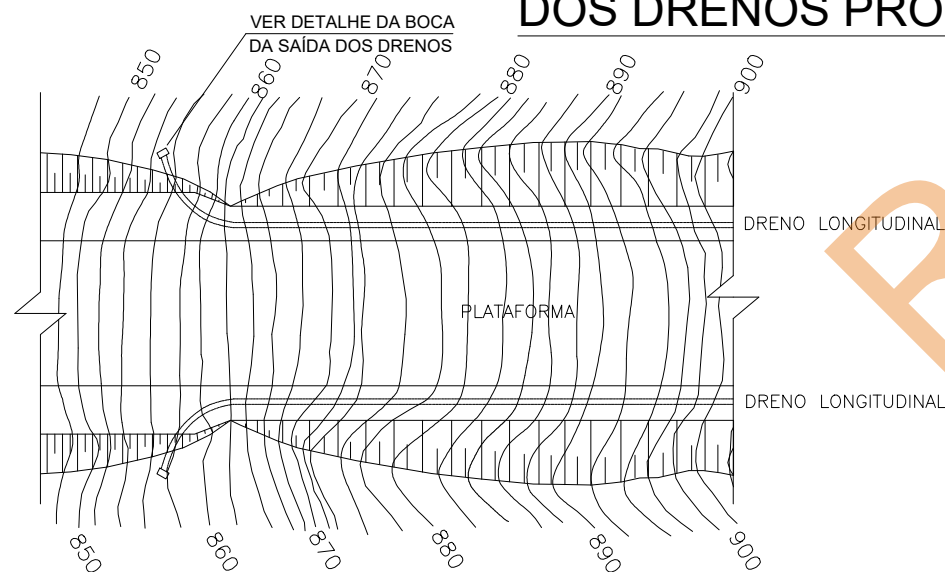 DOS DRENOS PRO
VER DETALHE DA BOCA
DA SAÍDA DOS DRENOS
850
860
870
880
890
900
DRENO LONGITUDINAL
PLATAFORMA
DRENO LONGITUDINAL
850
860
870
880
890
900